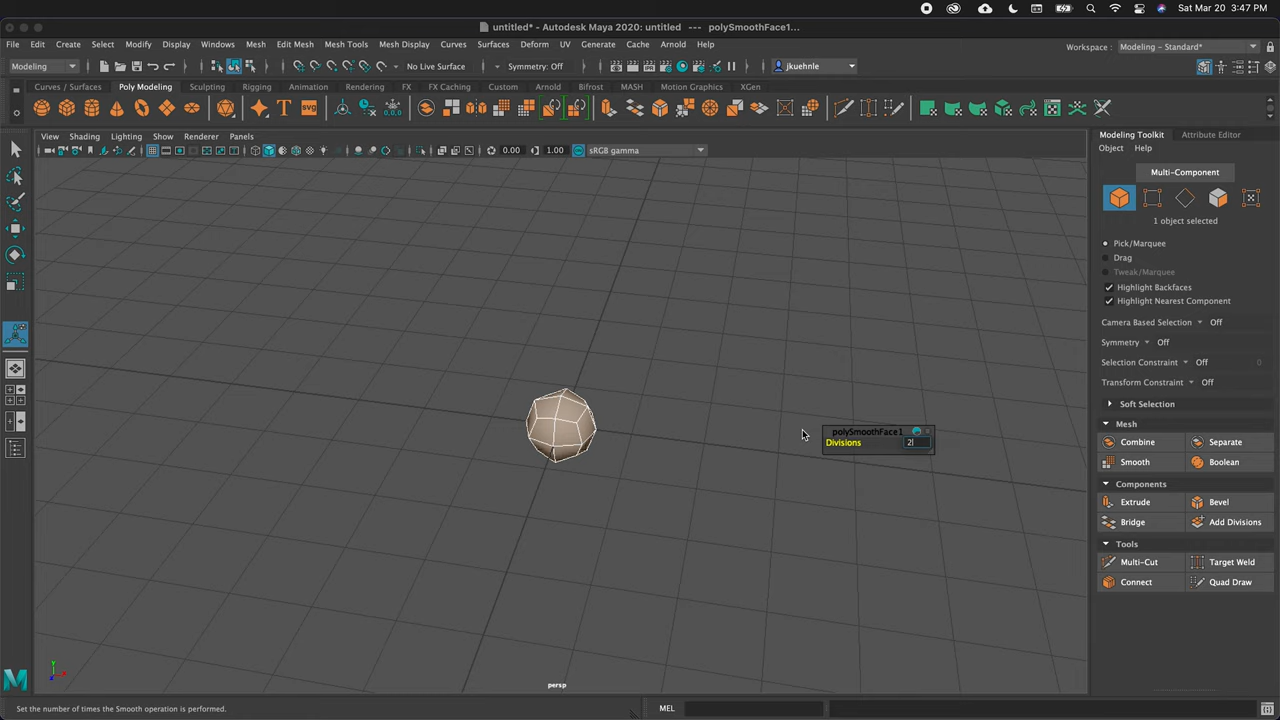 Sat Mar 20 3:47 PM
untitled* - Autodesk Maya 2020: untitled --- polySmoothFace1...
File Edit Create Select Modify Display Windows Mesh Edit Mesh Mesh Tools Mesh Display Curves Surfaces Deform UV Generate Cache Arnold Help
Workspace : Modeling - Standard*
Modeling No Live Surface Symmetry: Off jkuehnle
Curves / Surfaces Poly Modeling Sculpting Rigging Animation Rendering FX FX Caching Custom Arnold Bifrost MASH Motion Graphics XGen
T SVG 0,0,0
View Shading Lighting Show Renderer Panels
Modeling Toolkit Attribute Editor
0.00 1.00 sRGB gamma
Object Help
Multi-Component
1 object selected
Pick/Marquee
Drag
Tweak/Marquee
Highlight Backfaces
Highlight Nearest Component
Camera Based Selection Off
Symmetry Off
Selection Constraint Off 0
Transform Constraint Off
Soft Selection
Mesh
Combine Separate
Smooth Boolean
Components
Extrude Bevel
Bridge Add Divisions
Tools
Multi-Cut Target Weld
Connect Quad Draw
polySmoothFace1
Divisions 2
y
x
z
persp
Set the number of times the Smooth operation is performed.
MEL